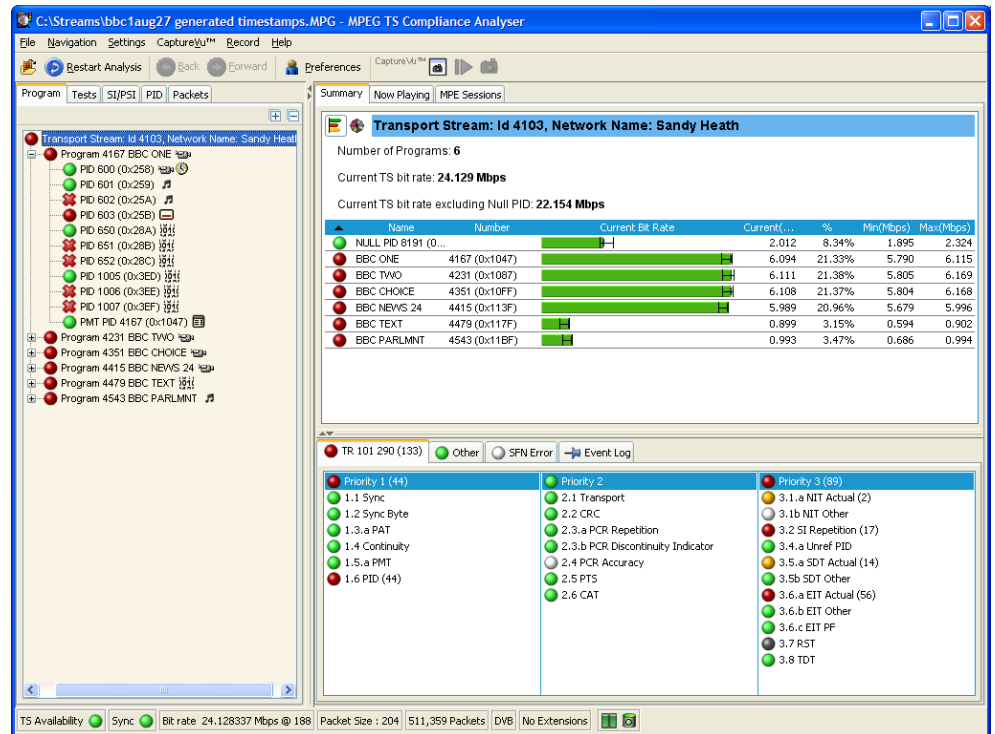 C:\Streams\bbc1aug27 generated timestamps.MPG - MPEG TS Compliance Analyser
File Navigation Settings CaptureVu™ Record Help
Restart Analysis Back Forward Preferences CaptureVu™
Program Tests SI/PSI PID Packets
Transport Stream: Id 4103, Network Name: Sandy Heatl
Program 4167 BBC ONE
PID 600 (0x258)
PID 601 (0x259)
PID 602 (0x25A)
PID 603 (0x25B)
PID 650 (0x28A)
PID 651 (0x28B)
PID 652 (0x28C)
PID 1005 (0x3ED)
PID 1006 (0x3EE)
PID 1007 (0x3EF)
PMT PID 4167 (0x1047)
Program 4231 BBC TWO
Program 4351 BBC CHOICE
Program 4415 BBC NEWS 24
Program 4479 BBC TEXT
Program 4543 BBC PARLMNT
Summary Now Playing MPE Sessions
Transport Stream: Id 4103, Network Name: Sandy Heath
Number of Programs: 6
Current TS bit rate: 24.129 Mbps
Current TS bit rate excluding Null PID: 22.154 Mbps
Name Number Current Bit Rate Current(... % Min(Mbps) Max(Mbps)
NULL PID 8191 (0... 2.012 8.34% 1.895 2.324
BBC ONE 4167 (0x1047) 6.094 21.33% 5.790 6.115
BBC TWO 4231 (0x1087) 6.111 21.38% 5.805 6.169
BBC CHOICE 4351 (0x10FF) 6.108 21.37% 5.804 6.168
BBC NEWS 24 4415 (0x113F) 5.989 20.96% 5.679 5.996
BBC TEXT 4479 (0x117F) 0.899 3.15% 0.594 0.902
BBC PARLMNT 4543 (0x11BF) 0.993 3.47% 0.686 0.994
TR 101 290 (133) Other SFN Error Event Log
Priority 1 (44)
1.1 Sync
1.2 Sync Byte
1.3.a PAT
1.4 Continuity
1.5.a PMT
1.6 PID (44)
Priority 2
2.1 Transport
2.2 CRC
2.3.a PCR Repetition
2.3.b PCR Discontinuity Indicator
2.4 PCR Accuracy
2.5 PTS
2.6 CAT
Priority 3 (89)
3.1.a NIT Actual (2)
3.1b NIT Other
3.2 SI Repetition (17)
3.4.a Unref PID
3.5.a SDT Actual (14)
3.5b SDT Other
3.6.a EIT Actual (56)
3.6.b EIT Other
3.6.c EIT PF
3.7 RST
3.8 TDT
TS Availability Sync Bit rate 24.128337 Mbps @ 188 Packet Size : 204 511,359 Packets DVB No Extensions